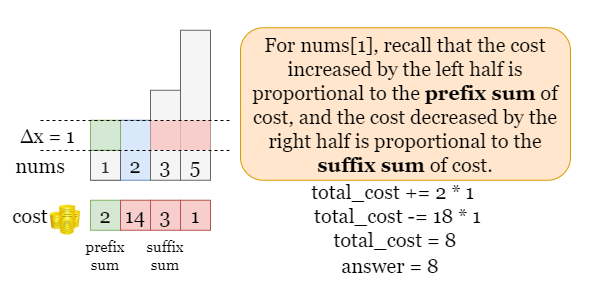 For nums[1], recall that the cost
increased by the left half is
proportional to the prefix sum of
cost, and the cost decreased by the
right half is proportional to the
suffix sum of cost.
Δx = 1
nums 1 2 3 5
cost 2 14 3 1
prefix sum
suffix sum
total_cost += 2 * 1
total_cost -= 18 * 1
total_cost = 8
answer = 8